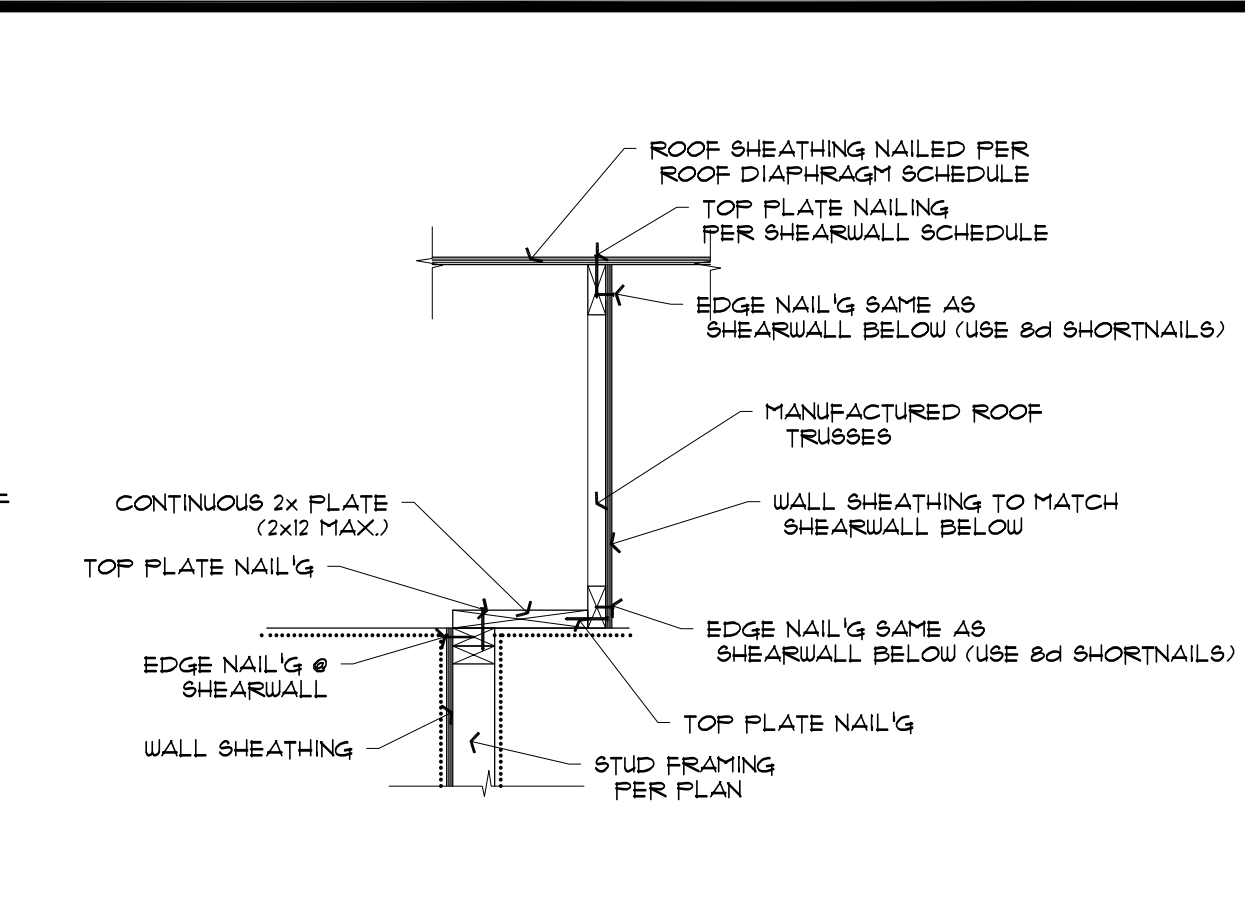 ROOF SHEATHING NAILED PER
ROOF DIAPHRAGM SCHEDULE
TOP PLATE NAILING
PER SHEARWALL SCHEDULE
EDGE NAIL'G SAME AS
SHEARWALL BELOW (USE 8d SHORTNAILS)
MANUFACTURED ROOF
TRUSSES
CONTINUOUS 2x PLATE
(2x12 MAX.)
WALL SHEATHING TO MATCH
SHEARWALL BELOW
TOP PLATE NAIL'G
EDGE NAIL'G SAME AS
SHEARWALL BELOW (USE 8d SHORTNAILS)
EDGE NAIL'G @
SHEARWALL
TOP PLATE NAIL'G
WALL SHEATHING
STUD FRAMING
PER PLAN